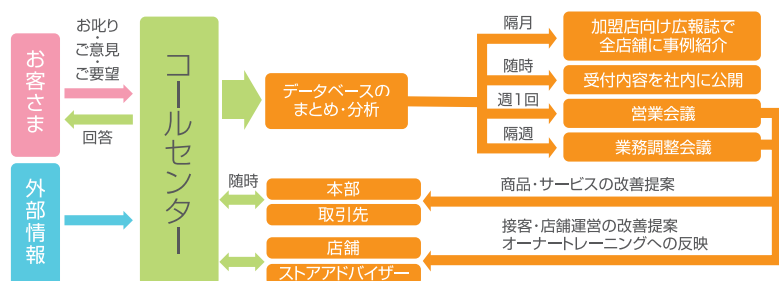 お叱り
・
ご意見
・
ご要望
お客さま
回答
外部情報
コールセンター
データベースの
まとめ・分析
隔月
加盟店向け広報誌で
全店舗に事例紹介
随時
受付内容を社内に公開
週1回
営業会議
隔週
業務調整会議
随時
本部
取引先
商品・サービスの改善提案
店舗
ストアアドバイザー
接客・店舗運営の改善提案
オーナートレーニングへの反映